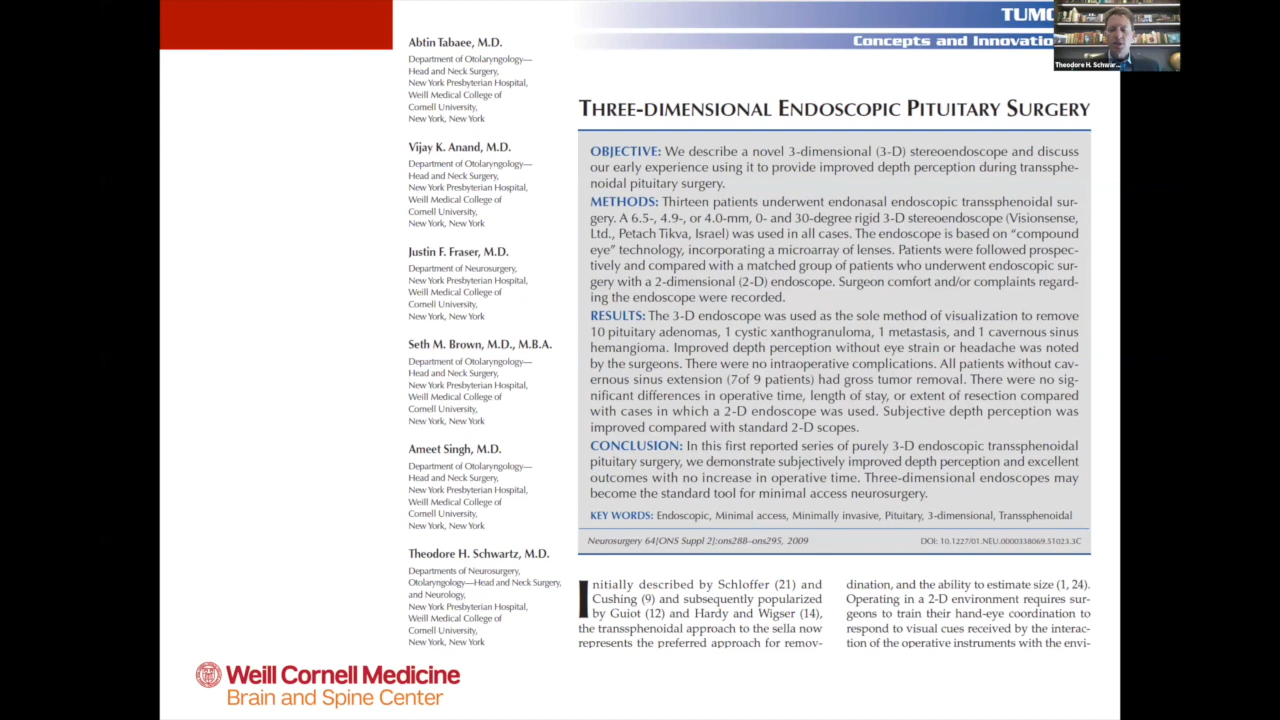 TUMO
Concepts and Innovatio
Theodore H. Schwar...
Abtin Tabaee, M.D.
Department of Otolaryngology—
Head and Neck Surgery,
New York Presbyterian Hospital,
Weill Medical College of
Cornell University,
New York, New York
Vijay K. Anand, M.D.
Department of Otolaryngology—
Head and Neck Surgery,
New York Presbyterian Hospital,
Weill Medical College of
Cornell University,
New York, New York
Justin F. Fraser, M.D.
Department of Neurosurgery,
New York Presbyterian Hospital,
Weill Medical College of
Cornell University,
New York, New York
Seth M. Brown, M.D., M.B.A.
Department of Otolaryngology—
Head and Neck Surgery,
New York Presbyterian Hospital,
Weill Medical College of
Cornell University,
New York, New York
Ameet Singh, M.D.
Department of Otolaryngology—
Head and Neck Surgery,
New York Presbyterian Hospital,
Weill Medical College of
Cornell University,
New York, New York
Theodore H. Schwartz, M.D.
Departments of Neurosurgery,
Otolaryngology—Head and Neck Surgery,
and Neurology,
New York Presbyterian Hospital,
Weill Medical College of
Cornell University,
New York, New York
THREE-DIMENSIONAL ENDOSCOPIC PITUITARY SURGERY
OBJECTIVE: We describe a novel 3-dimensional (3-D) stereoendoscope and discuss
our early experience using it to provide improved depth perception during transsphe-
noidal pituitary surgery.
METHODS: Thirteen patients underwent endonasal endoscopic transsphenoidal sur-
gery. A 6.5-, 4.9-, or 4.0-mm, 0- and 30-degree rigid 3-D stereoendoscope (Visionsense,
Ltd., Petach Tikva, Israel) was used in all cases. The endoscope is based on “compound
eye” technology, incorporating a microarray of lenses. Patients were followed prospec-
tively and compared with a matched group of patients who underwent endoscopic sur-
gery with a 2-dimensional (2-D) endoscope. Surgeon comfort and/or complaints regard-
ing the endoscope were recorded.
RESULTS: The 3-D endoscope was used as the sole method of visualization to remove
10 pituitary adenomas, 1 cystic xanthogranuloma, 1 metastasis, and 1 cavernous sinus
hemangioma. Improved depth perception without eye strain or headache was noted
by the surgeons. There were no intraoperative complications. All patients without cav-
ernous sinus extension (7of 9 patients) had gross tumor removal. There were no sig-
nificant differences in operative time, length of stay, or extent of resection compared
with cases in which a 2-D endoscope was used. Subjective depth perception was
improved compared with standard 2-D scopes.
CONCLUSION: In this first reported series of purely 3-D endoscopic transsphenoidal
pituitary surgery, we demonstrate subjectively improved depth perception and excellent
outcomes with no increase in operative time. Three-dimensional endoscopes may
become the standard tool for minimal access neurosurgery.
KEY WORDS: Endoscopic, Minimal access, Minimally invasive, Pituitary, 3-dimensional, Transsphenoidal
Neurosurgery 64[ONS Suppl 2]:ons288–ons295, 2009 DOI: 10.1227/01.NEU.0000338069.51023.3C
Initially described by Schloffer (21) and
Cushing (9) and subsequently popularized
by Guiot (12) and Hardy and Wigser (14),
the transsphenoidal approach to the sella now
represents the preferred approach for remov-
dination, and the ability to estimate size (1, 24).
Operating in a 2-D environment requires sur-
geons to train their hand-eye coordination to
respond to visual cues received by the interac-
tion of the operative instruments with the envi-
Weill Cornell Medicine
Brain and Spine Center